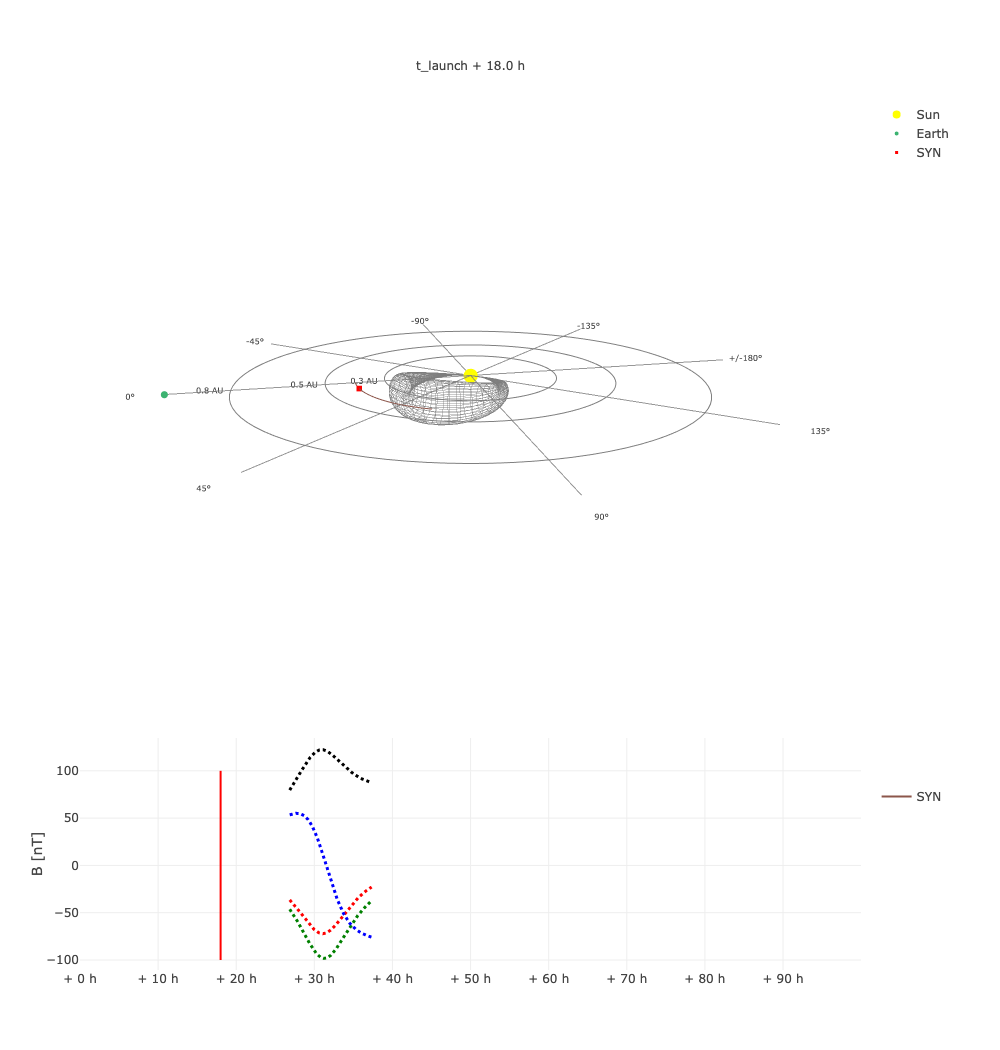 t_launch + 18.0 h
Sun
Earth
SYN
-90°
-135°
-45°
+/-180°
0.3 AU
0.5 AU
0.8 AU
0°
135°
45°
90°
100
50
0
−50
−100
B [nT]
SYN
+ 0 h
+ 10 h
+ 20 h
+ 30 h
+ 40 h
+ 50 h
+ 60 h
+ 70 h
+ 80 h
+ 90 h